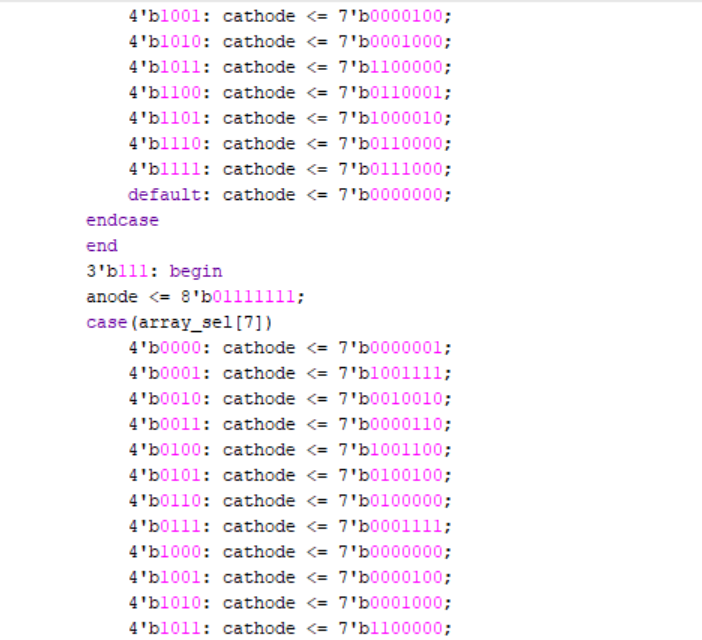 4'b1001: cathode <= 7'b0000100;
4'b1010: cathode <= 7'b0001000;
4'b1011: cathode <= 7'b1100000;
4'b1100: cathode <= 7'b0110001;
4'b1101: cathode <= 7'b1000010;
4'b1110: cathode <= 7'b0110000;
4'b1111: cathode <= 7'b0111000;
default: cathode <= 7'b0000000;
endcase
end
3'b111: begin
anode <= 8'b01111111;
case(array_sel[7])
4'b0000: cathode <= 7'b0000001;
4'b0001: cathode <= 7'b1001111;
4'b0010: cathode <= 7'b0010010;
4'b0011: cathode <= 7'b0000110;
4'b0100: cathode <= 7'b1001100;
4'b0101: cathode <= 7'b0100100;
4'b0110: cathode <= 7'b0100000;
4'b0111: cathode <= 7'b0001111;
4'b1000: cathode <= 7'b0000000;
4'b1001: cathode <= 7'b0000100;
4'b1010: cathode <= 7'b0001000;
4'b1011: cathode <= 7'b1100000;